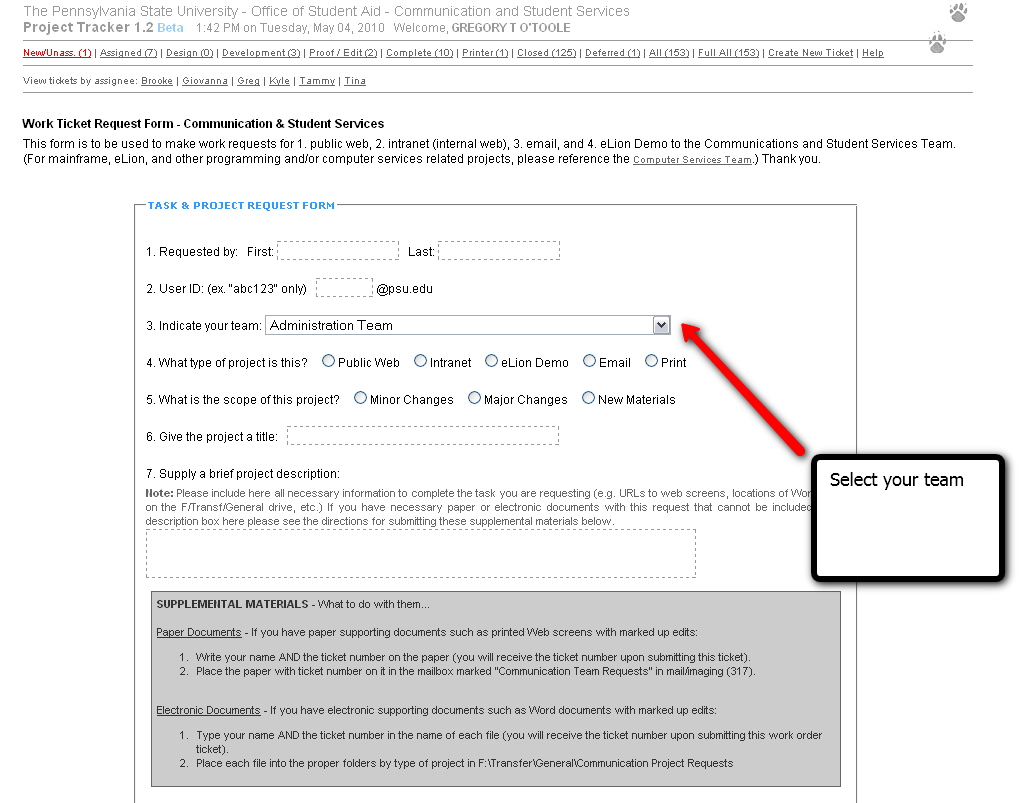 The Pennsylvania State University - Office of Student Aid - Communication and Student Services
Project Tracker 1.2 Beta 1:42 PM on Tuesday, May 04, 2010 Welcome, GREGORY T O'TOOLE
New/Unass. (1) | Assigned (7) | Design (0) | Development (3) | Proof / Edit (2) | Complete (10) | Printer (1) | Closed (125) | Deferred (1) | All (153) | Full All (153) | Create New Ticket | Help
View tickets by assignee: Brooke | Giovanna | Greg | Kyle | Tammy | Tina
Work Ticket Request Form - Communication & Student Services
This form is to be used to make work requests for 1. public web, 2. intranet (internal web), 3. email, and 4. eLion Demo to the Communications and Student Services Team.
(For mainframe, eLion, and other programming and/or computer services related projects, please reference the Computer Services Team.) Thank you.
TASK & PROJECT REQUEST FORM
1. Requested by: First: Last:
2. User ID: (ex. "abc123" only) @psu.edu
3. Indicate your team: Administration Team
4. What type of project is this? Public Web Intranet eLion Demo Email Print
5. What is the scope of this project? Minor Changes Major Changes New Materials
6. Give the project a title:
Select your team
7. Supply a brief project description:
Note: Please include here all necessary information to complete the task you are requesting (e.g. URLs to web screens, locations of Wor
on the F/Transf/General drive, etc.) If you have necessary paper or electronic documents with this request that cannot be included
description box here please see the directions for submitting these supplemental materials below.
SUPPLEMENTAL MATERIALS - What to do with them...
Paper Documents - If you have paper supporting documents such as printed Web screens with marked up edits:
1. Write your name AND the ticket number on the paper (you will receive the ticket number upon submitting this ticket).
2. Place the paper with ticket number on it in the mailbox marked "Communication Team Requests" in mail/imaging (317).
Electronic Documents - If you have electronic supporting documents such as Word documents with marked up edits:
1. Type your name AND the ticket number in the name of each file (you will receive the ticket number upon submitting this work order
ticket).
2. Place each file into the proper folders by type of project in F:\Transfer\General\Communication Project Requests